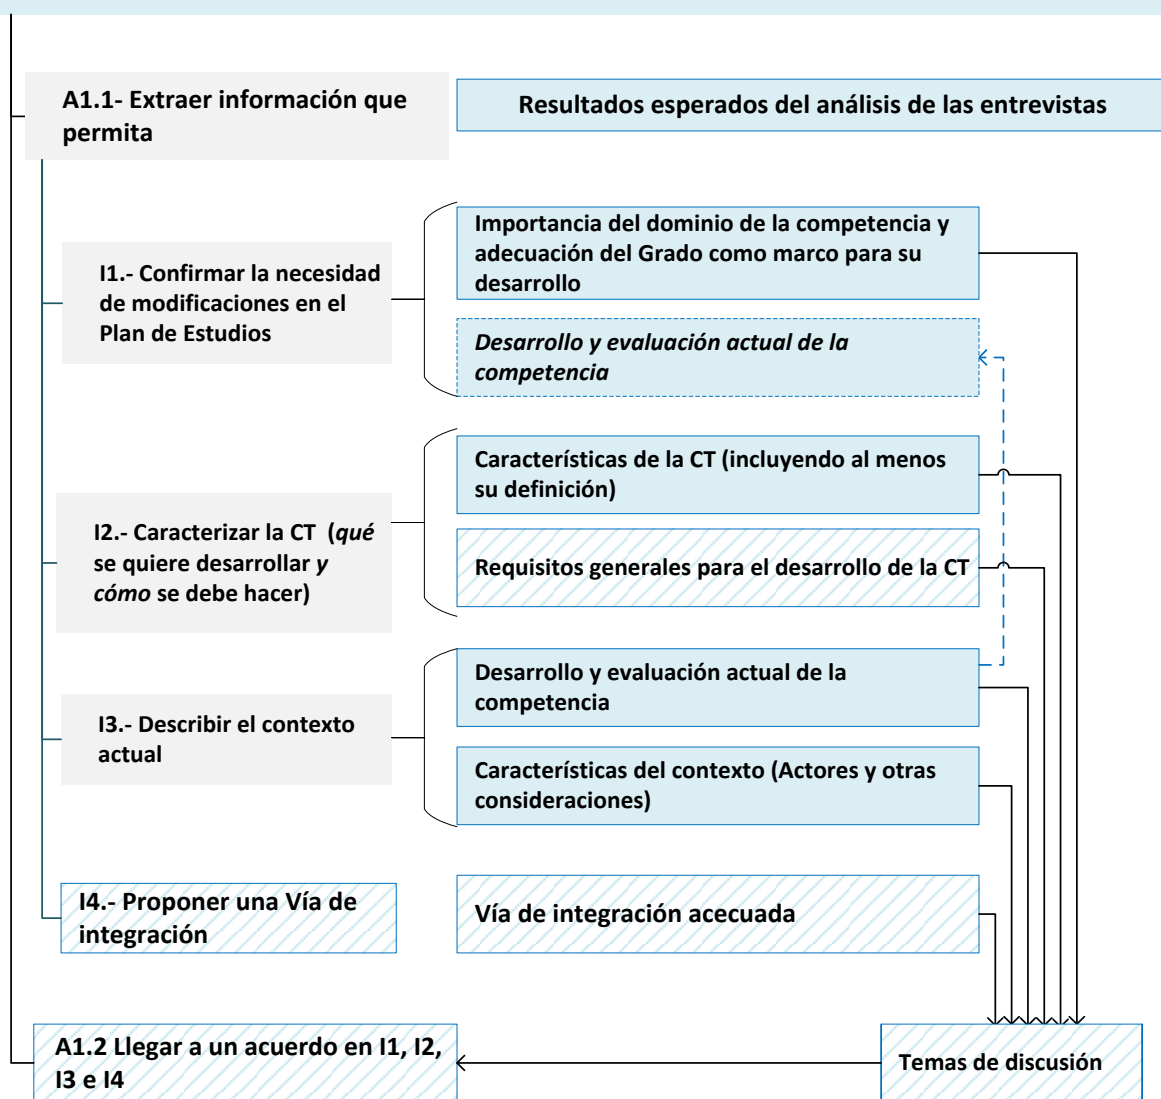 A1.1- Extraer información que
permita
Resultados esperados del análisis de las entrevistas
I1.- Confirmar la necesidad
de modificaciones en el
Plan de Estudios
Importancia del dominio de la competencia y
adecuación del Grado como marco para su
desarrollo
Desarrollo y evaluación actual de la
competencia
I2.- Caracterizar la CT (qué
se quiere desarrollar y
cómo se debe hacer)
Características de la CT (incluyendo al menos
su definición)
Requisitos generales para el desarrollo de la CT
I3.- Describir el contexto
actual
Desarrollo y evaluación actual de la
competencia
Características del contexto (Actores y otras
consideraciones)
I4.- Proponer una Vía de
integración
Vía de integración acecuada
A1.2 Llegar a un acuerdo en I1, I2,
I3 e I4
Temas de discusión